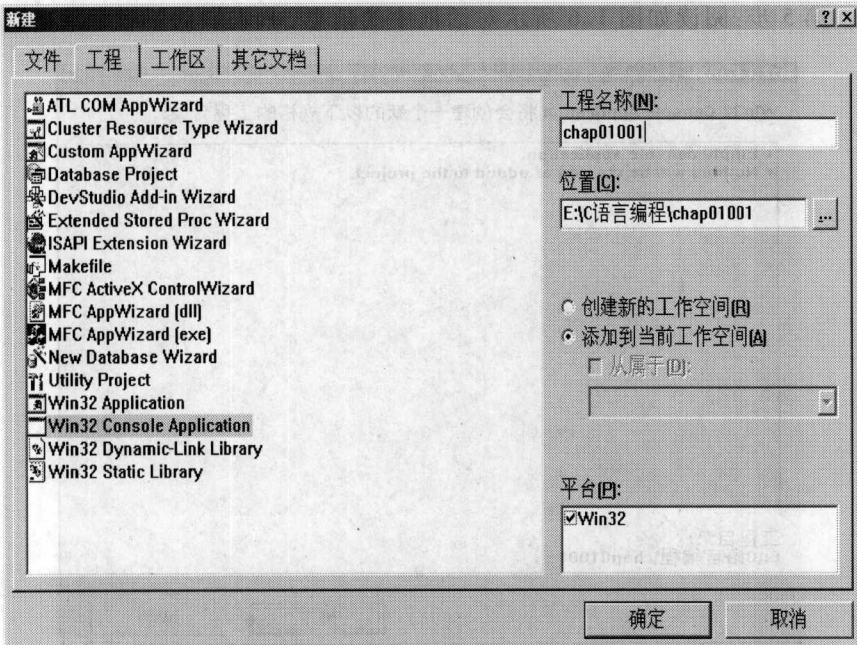 新建
文件
工程
工作区
其它文档
ATL COM AppWizard
Cluster Resource Type Wizard
Custom AppWizard
Database Project
DevStudio Add-in Wizard
Extended Stored Proc Wizard
ISAPI Extension Wizard
Makefile
MFC ActiveX ControlWizard
MFC AppWizard (dll)
MFC AppWizard (exe)
New Database Wizard
Utility Project
Win32 Application
Win32 Console Application
Win32 Dynamic-Link Library
Win32 Static Library
工程名称(N):
chap01001
位置(C):
E:\C语言编程\chap01001
...
创建新的工作空间(R)
添加到当前工作空间(A)
从属于(D):
平台(P):
Win32
确定
取消